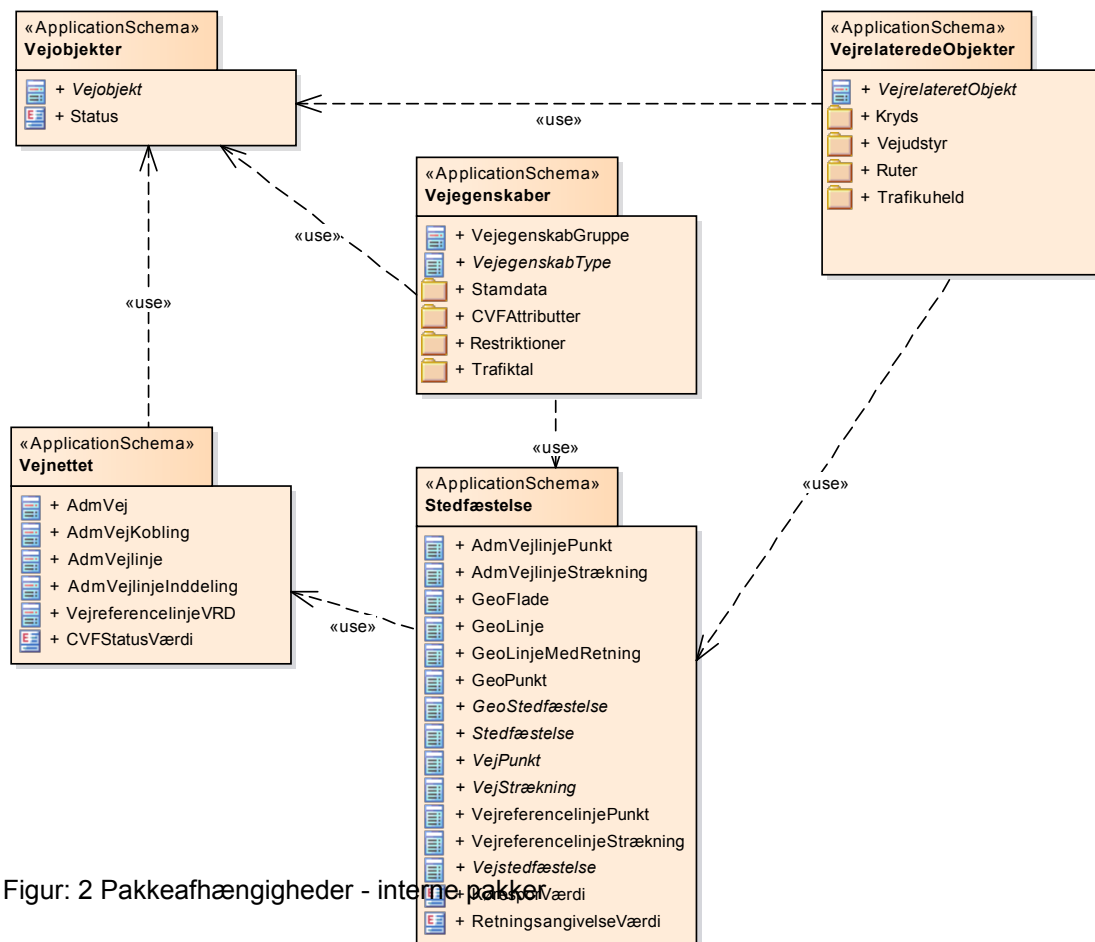 «ApplicationSchema»
Vejobjekter
+ Vejobjekt
+ Status
«ApplicationSchema»
VejrelateredeObjekter
+ VejrelateretObjekt
+ Kryds
+ Vejudstyr
+ Ruter
+ Trafikuheld
«use»
«ApplicationSchema»
Vejegenskaber
+ VejegenskabGruppe
+ VejegenskabType
+ Stamdata
+ CVFAttributter
+ Restriktioner
+ Trafiktal
«use»
«use»
«use»
«use»
«ApplicationSchema»
Vejnettet
+ AdmVej
+ AdmVejKobling
+ AdmVejlinje
+ AdmVejlinjeInddeling
+ VejreferencelinjeVRD
+ CVFStatusVærdi
«use»
«ApplicationSchema»
Stedfæstelse
+ AdmVejlinjePunkt
+ AdmVejlinjeStrækning
+ GeoFlade
+ GeoLinje
+ GeoLinjeMedRetning
+ GeoPunkt
+ GeoStedfæstelse
+ Stedfæstelse
+ VejPunkt
+ VejStrækning
+ VejreferencelinjePunkt
+ VejreferencelinjeStrækning
+ Vejstedfæstelse
+ KøresporVærdi
+ RetningsangivelseVærdi
Figur: 2 Pakkeafhængigheder - interne pakker